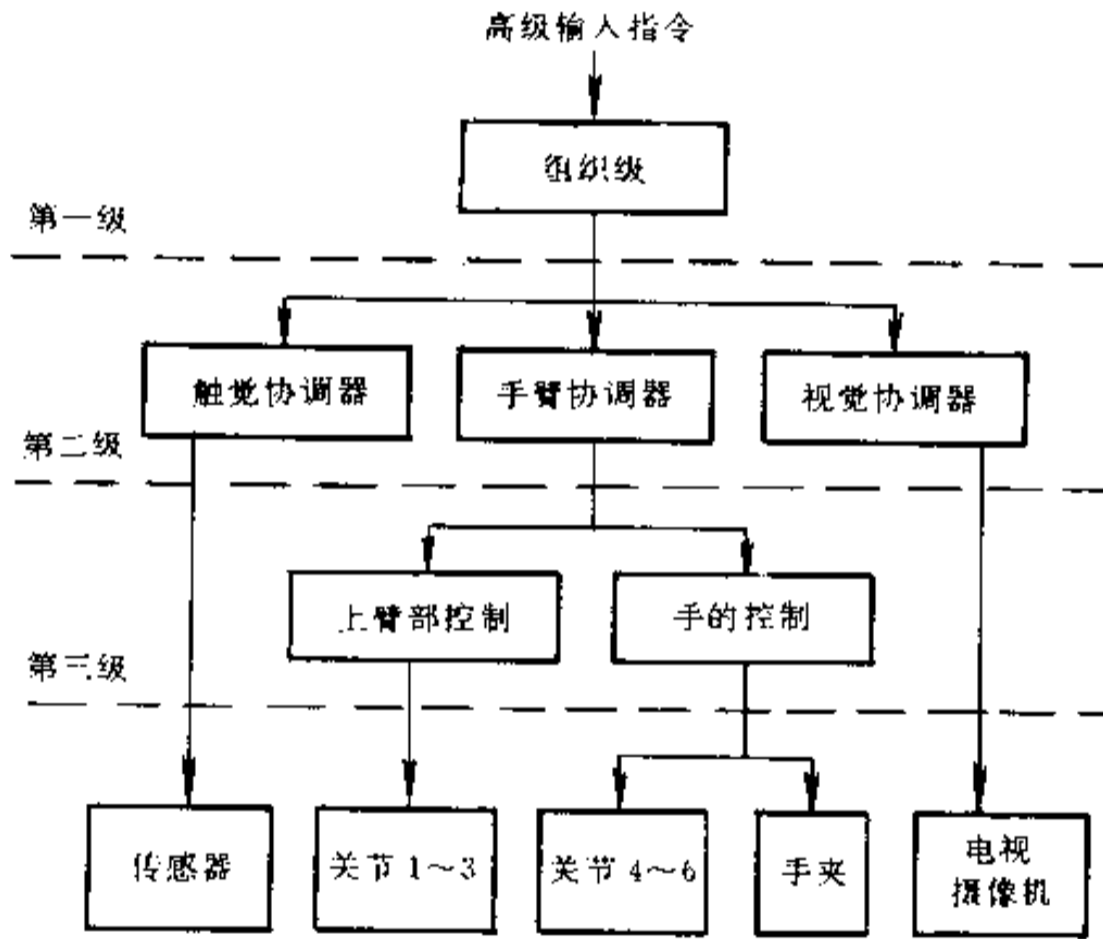 高级输人指令
组织级
第一级
触觉协调器
手臂协调器
视觉协调器
第二级
上臂部控制
手的控制
第三级
传感器
关节1～3
关节4～6
手夹
电视
摄像机